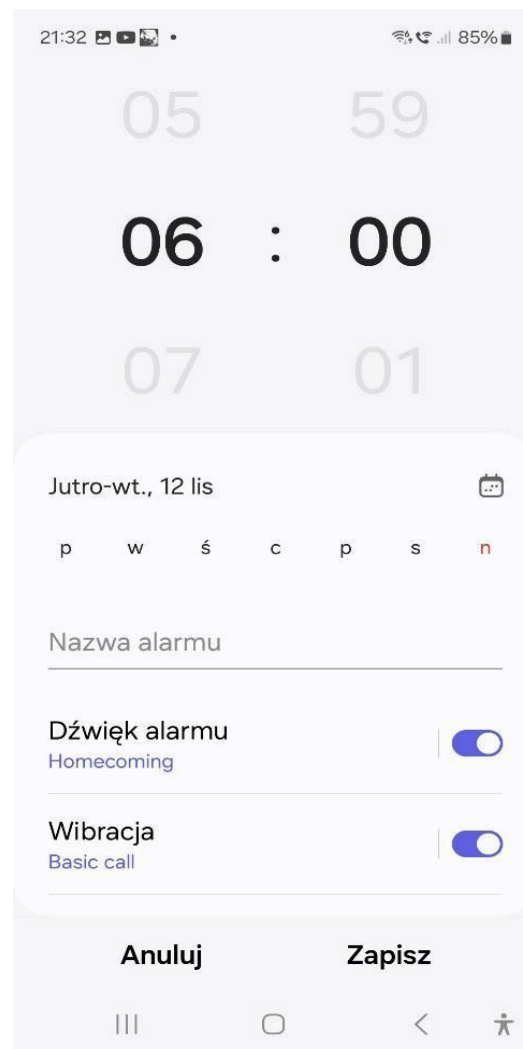 21:32 85%
05 59
06 : 00
07 01
Jutro-wt., 12 lis
p w ś c p s n
Nazwa alarmu
Dźwięk alarmu
Homecoming
Wibracja
Basic call
Anuluj Zapisz